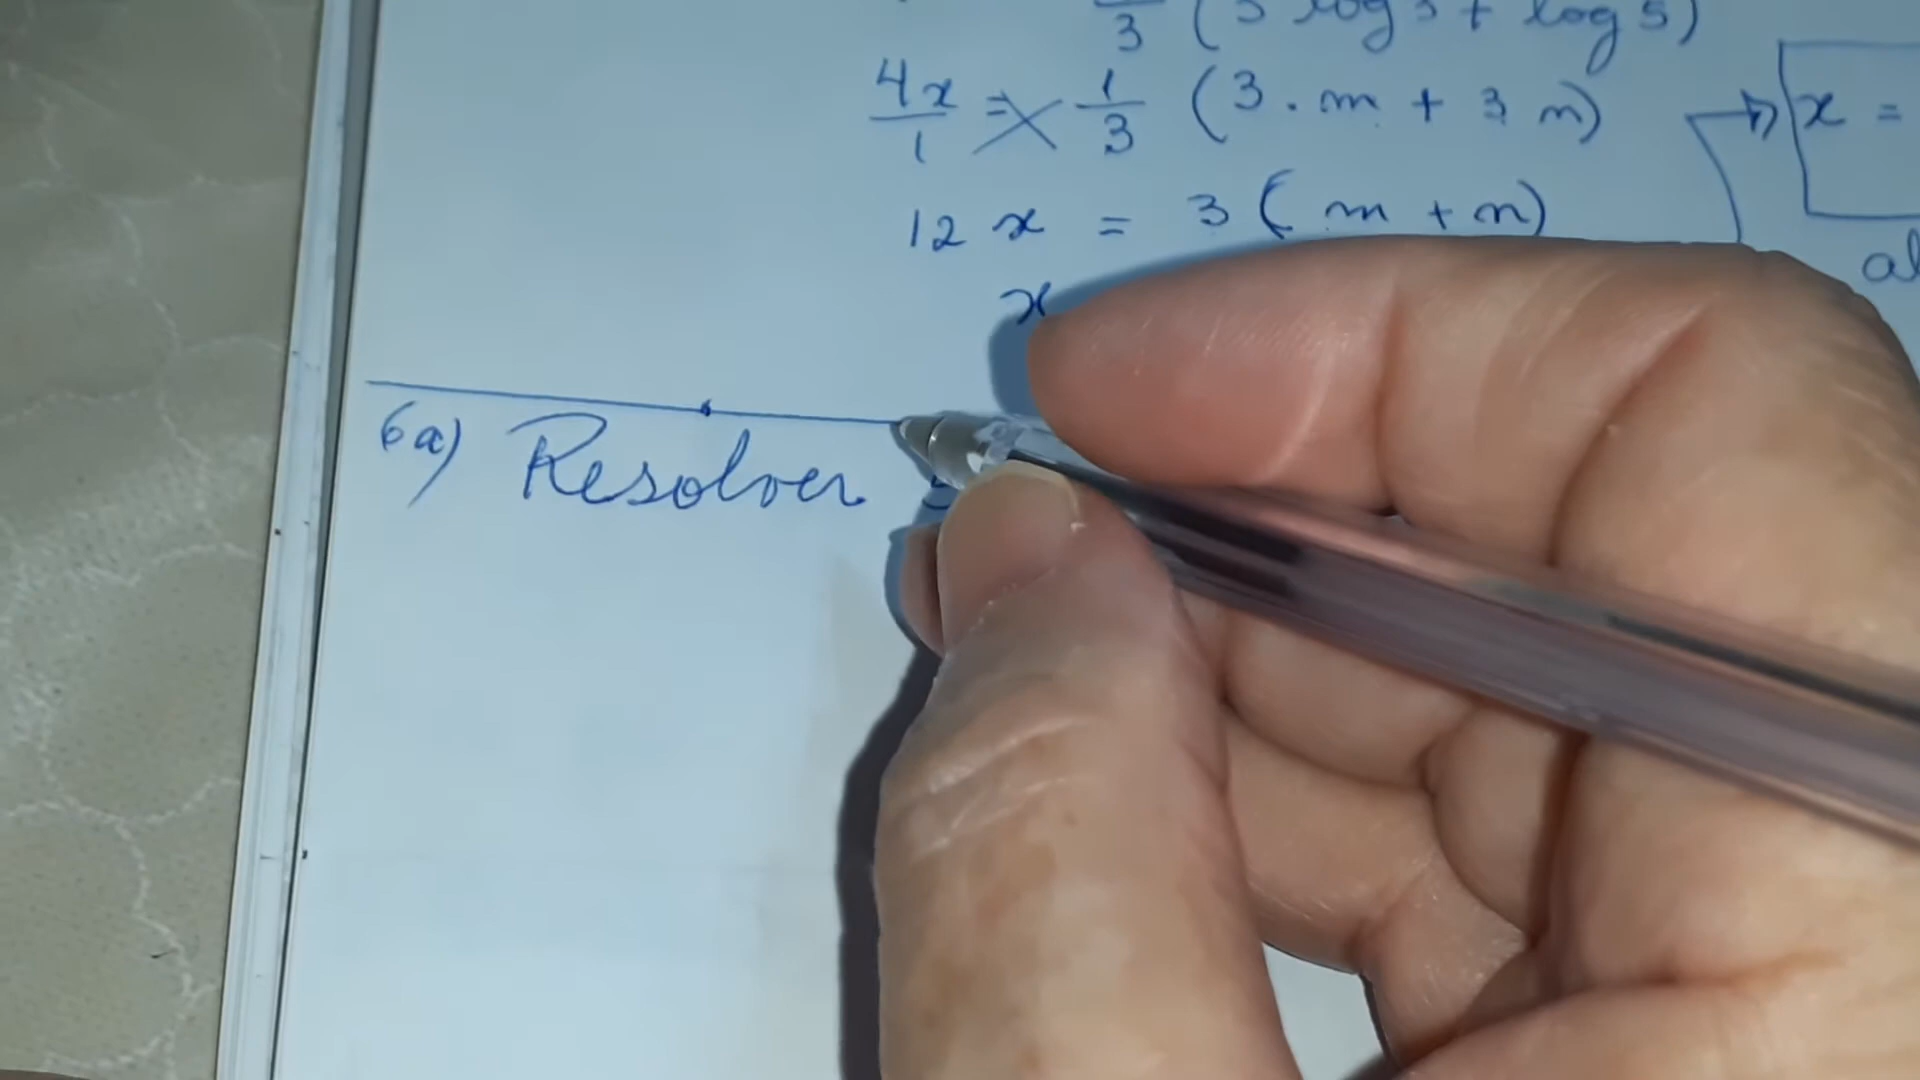 3 (3 log 3 + log 5)
4x/1 = 1/3 (3 . m + 3 n)
x =
12 x = 3 ( m + n)
x
6a) Resolver